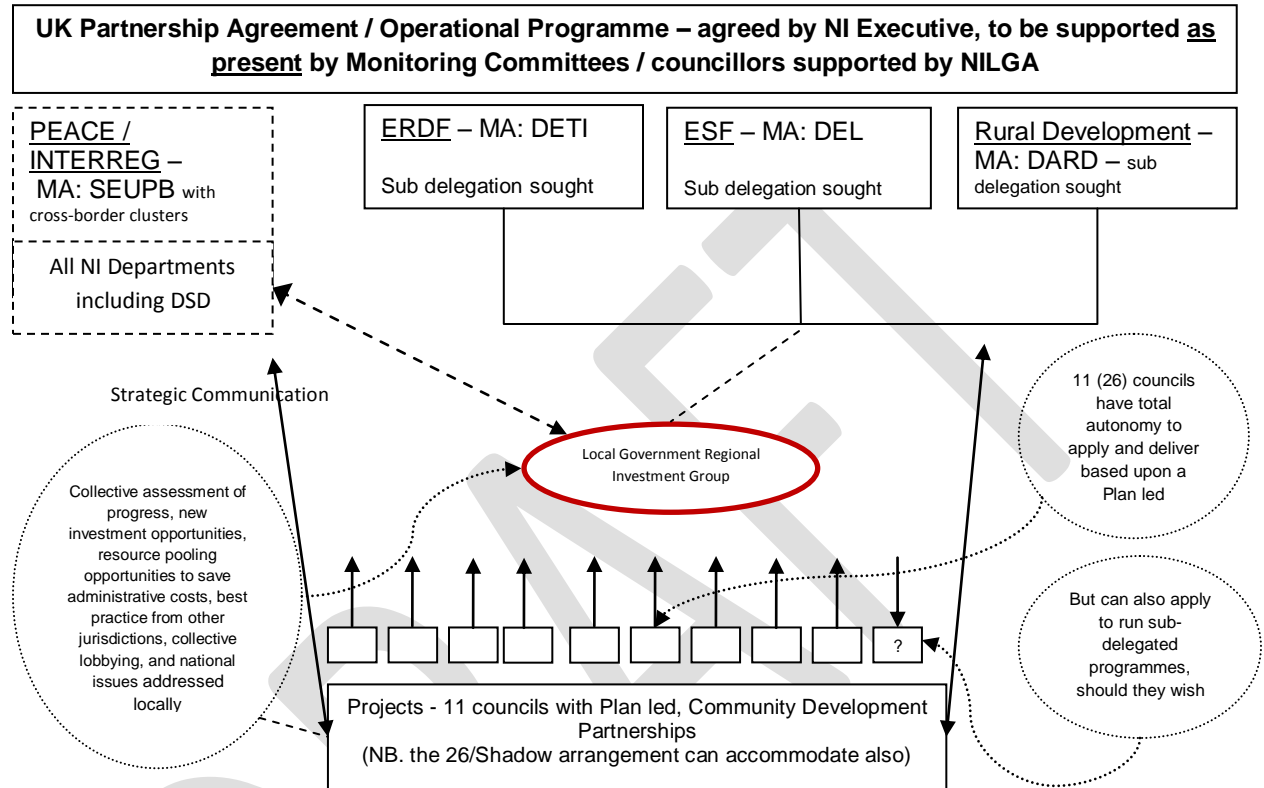 UK Partnership Agreement / Operational Programme – agreed by NI Executive, to be supported as
present by Monitoring Committees / councillors supported by NILGA
PEACE /
INTERREG –
MA: SEUPB with
cross-border clusters
ERDF – MA: DETI
Sub delegation sought
ESF – MA: DEL
Sub delegation sought
Rural Development –
MA: DARD – sub
delegation sought
All NI Departments
including DSD
Strategic Communication
Local Government Regional
Investment Group
11 (26) councils
have total
autonomy to
apply and deliver
based upon a
Plan led
Collective assessment of
progress, new
investment opportunities,
resource pooling
opportunities to save
administrative costs, best
practice from other
jurisdictions, collective
lobbying, and national
issues addressed
locally
But can also apply
to run sub-
delegated
programmes,
should they wish
?
Projects - 11 councils with Plan led, Community Development
Partnerships
(NB. the 26/Shadow arrangement can accommodate also)
DRAFT